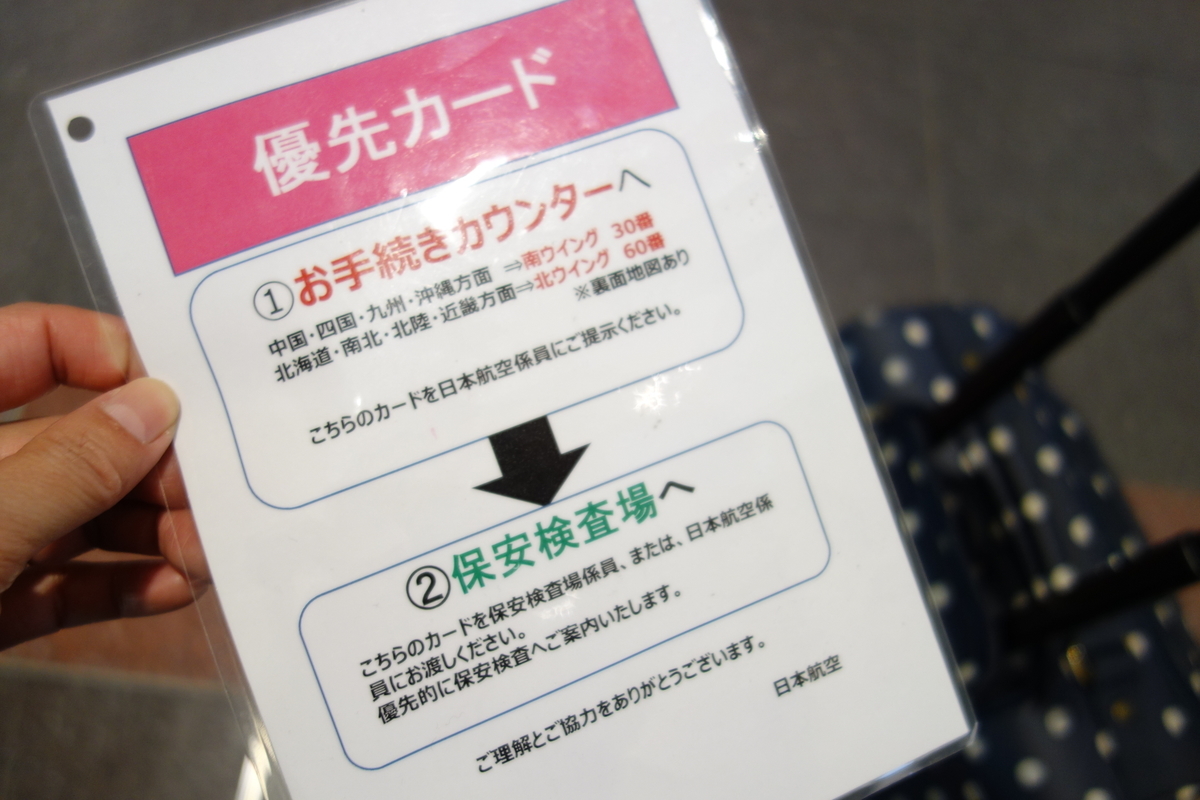 優先カード
①お手続きカウンターへ
中国・四国・九州・沖縄方面 ⇒南ウイング 30番
北海道・南北・北陸・近畿方面⇒北ウイング 60番
※裏面地図あり
こちらのカードを日本航空係員にご提示ください。
②保安検査場へ
こちらのカードを保安検査場係員、または、日本航空係
員にお渡しください。
優先的に保安検査へご案内いたします。
ご理解とご協力をありがとうございます。
日本航空